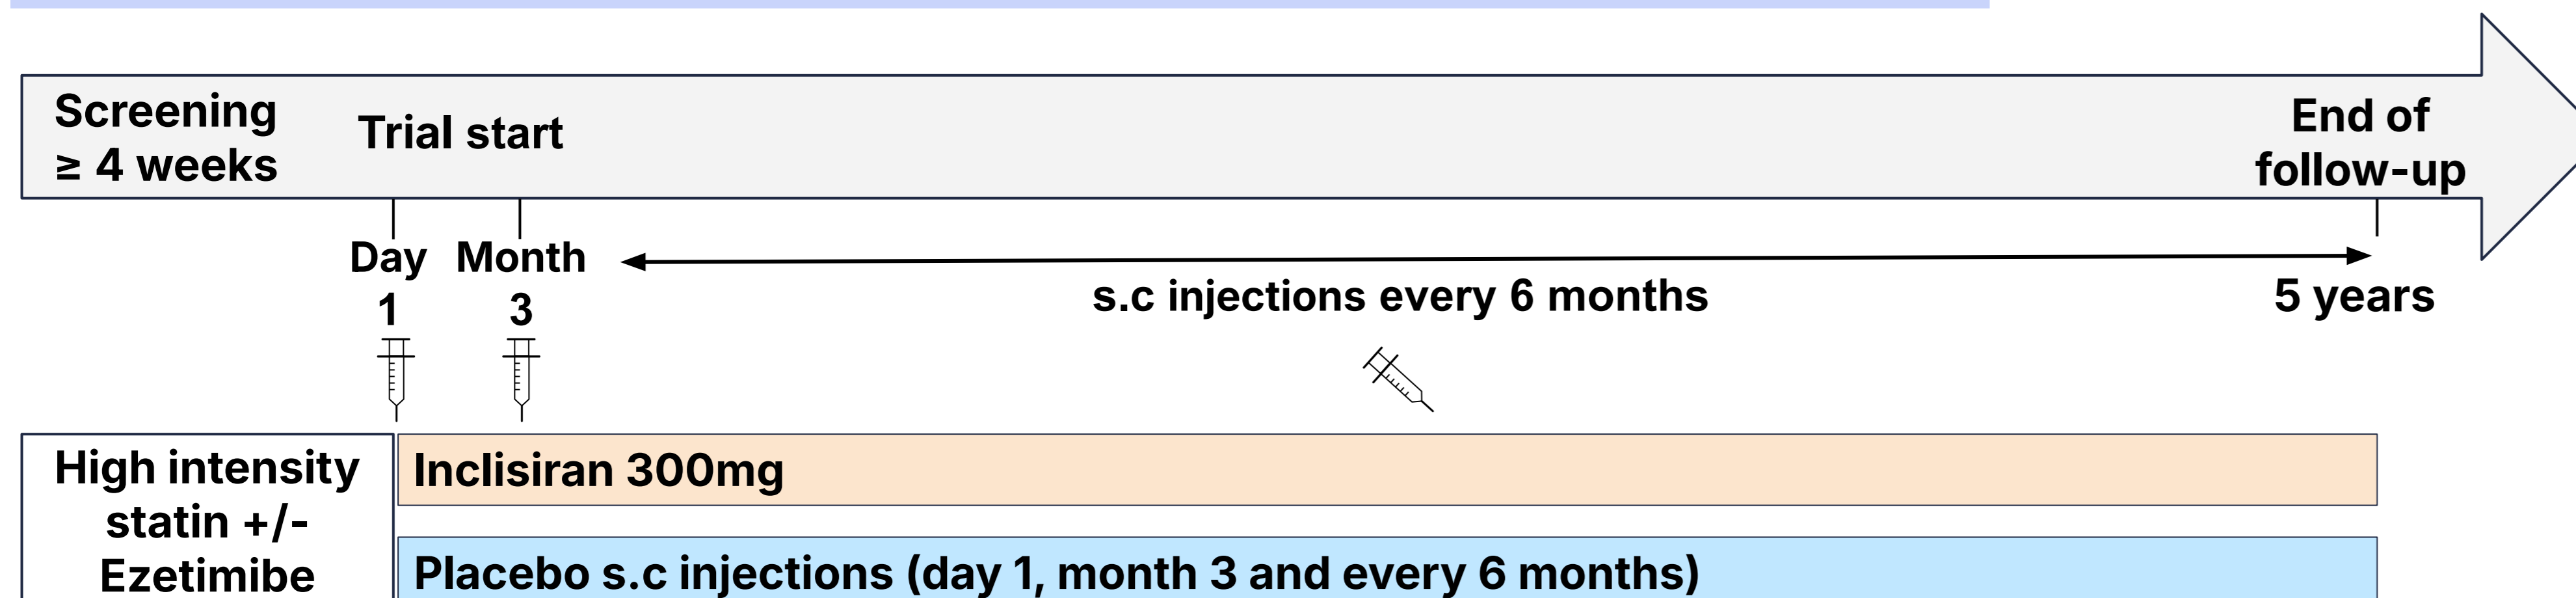 Screening
≥ 4 weeks
Trial start
End of
follow-up
Day
1
Month
3
s.c injections every 6 months
5 years
High intensity
statin +/-
Ezetimibe
Inclisiran 300mg
Placebo s.c injections (day 1, month 3 and every 6 months)